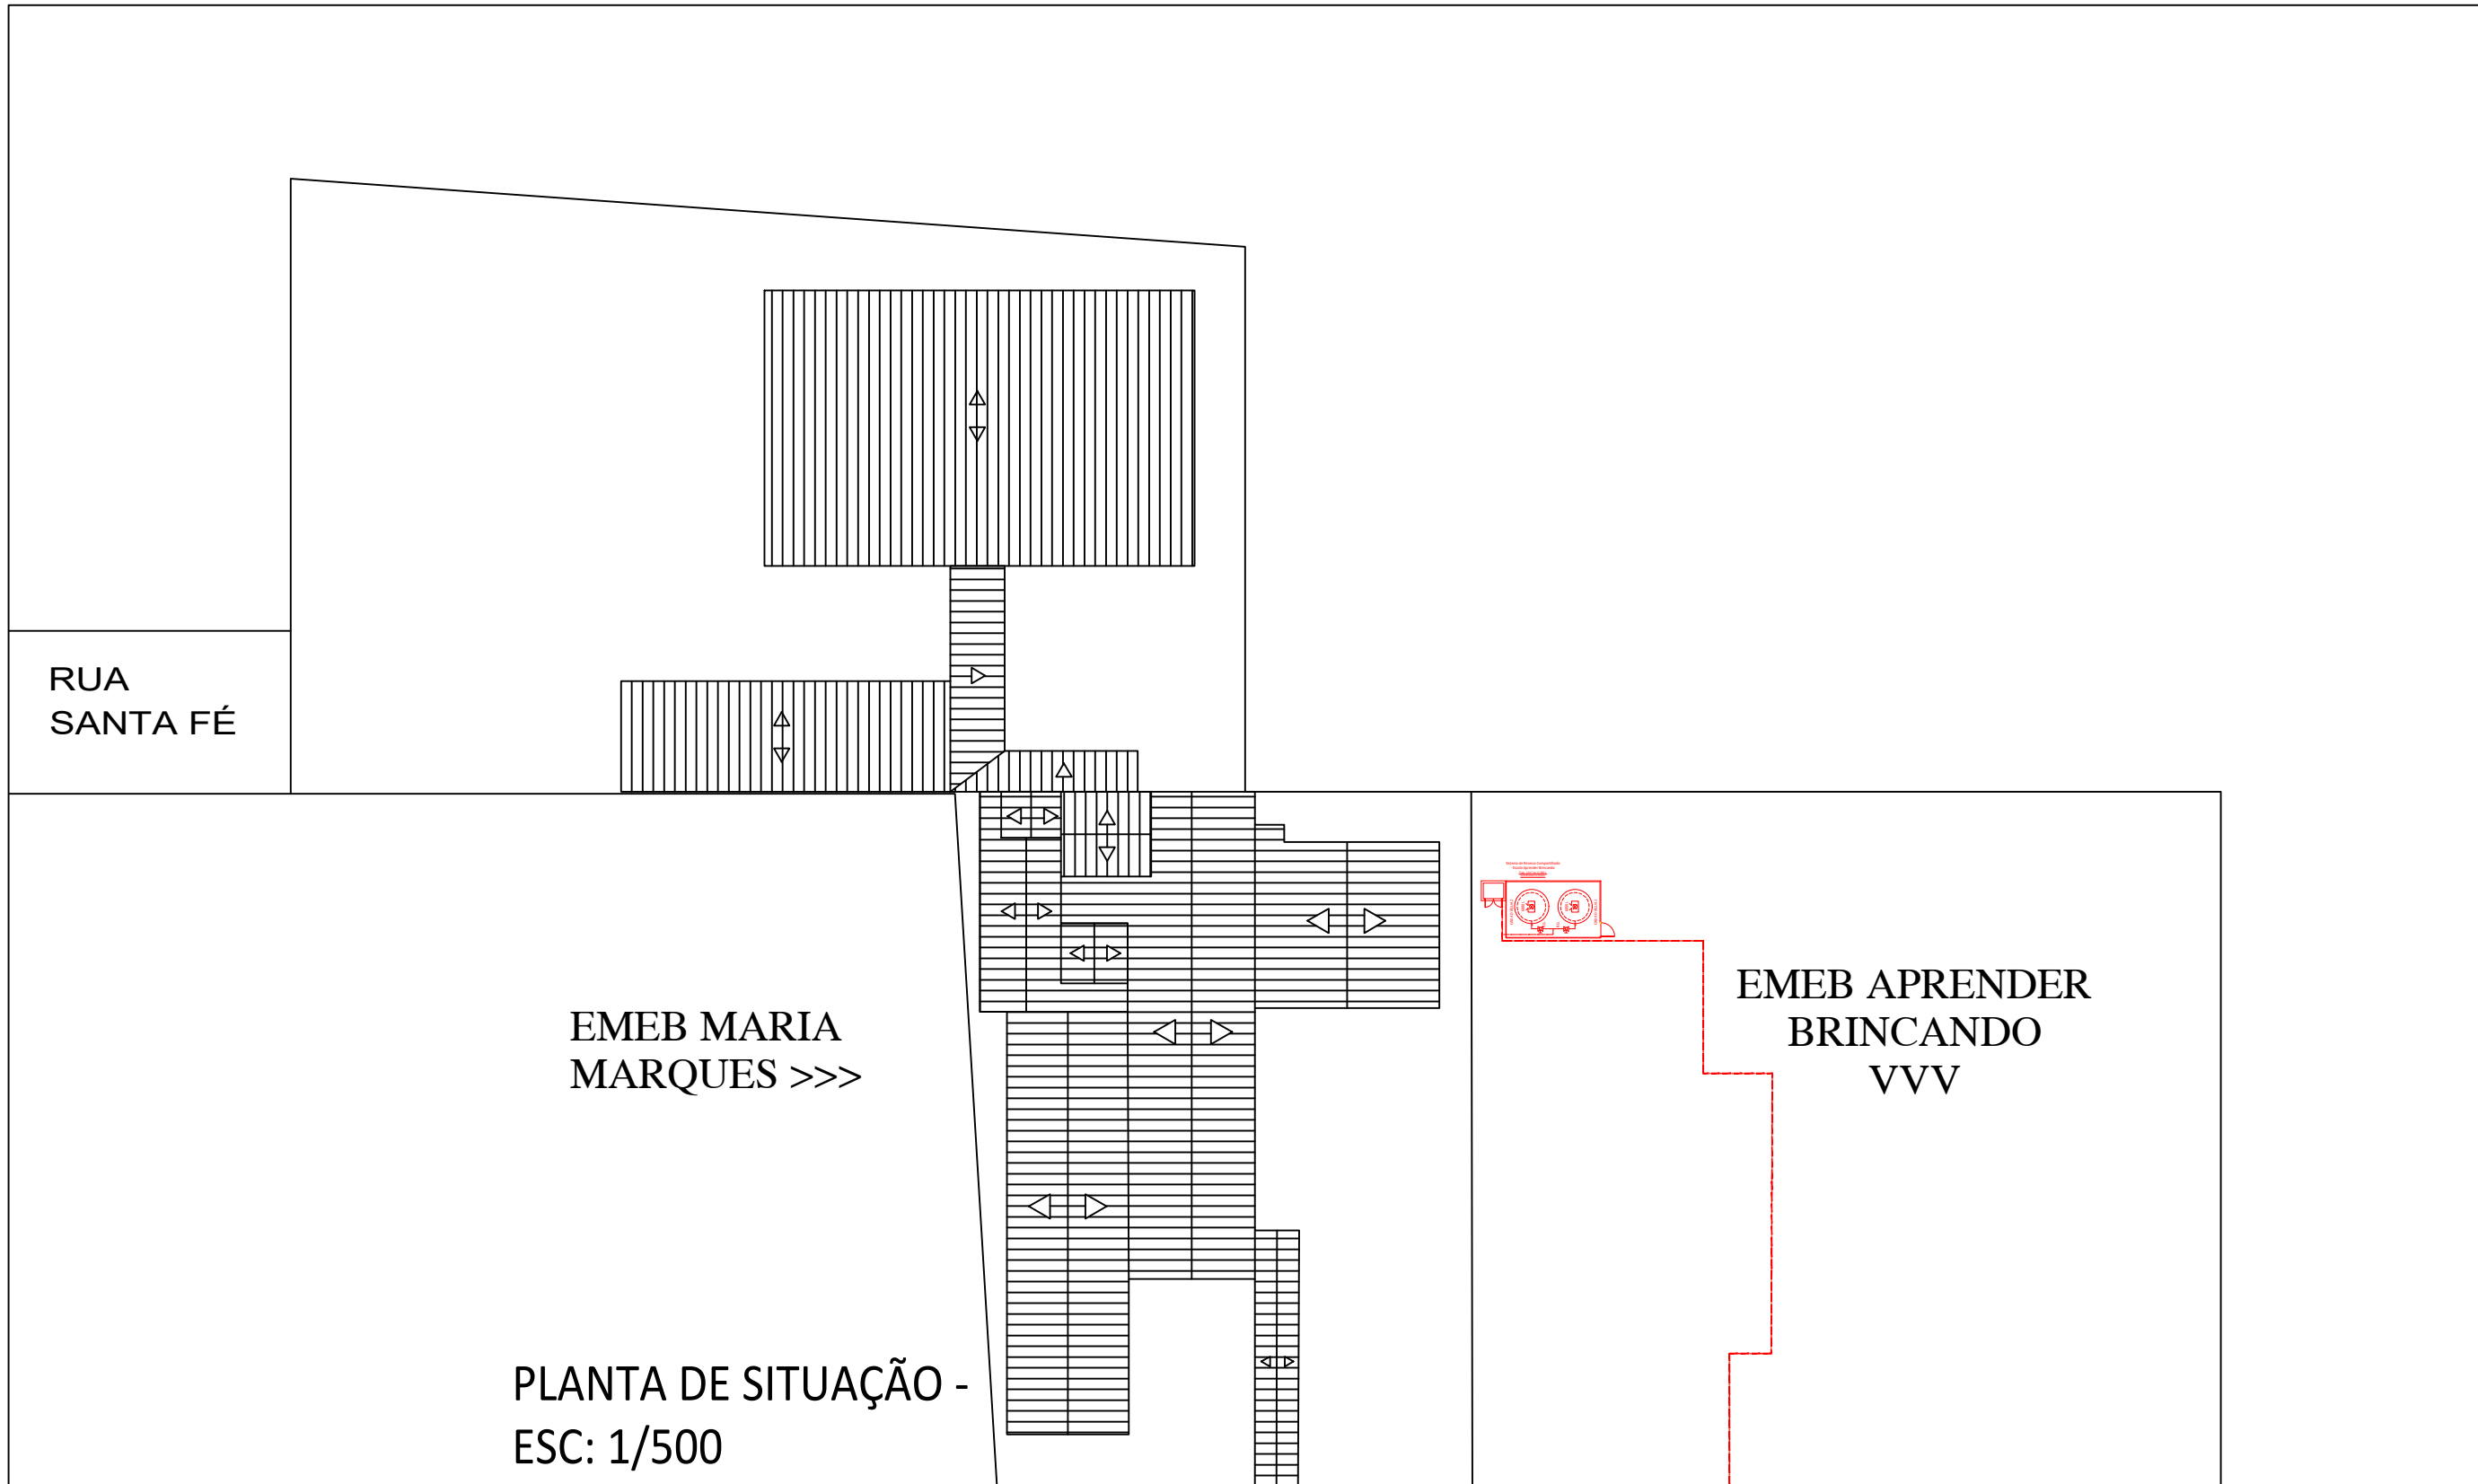 RUA
SANTA FÉ
EMEB MARIA
MARQUES >>>
EMEB APRENDER
BRINCANDO
VVV
PLANTA DE SITUAÇÃO -
ESC: 1/500